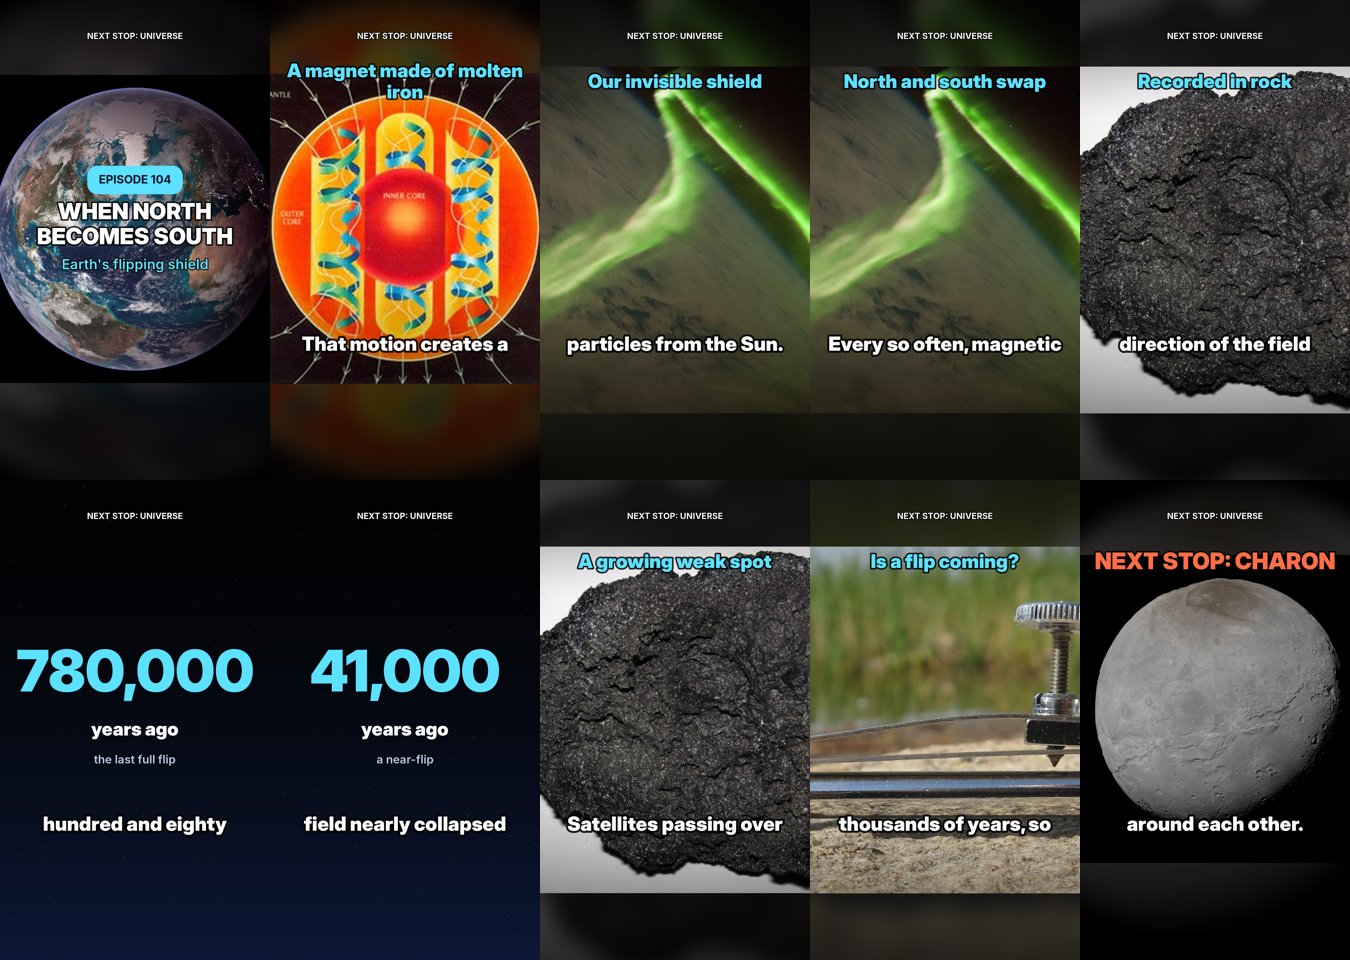 NEXT STOP: UNIVERSE
EPISODE 104
WHEN NORTH
BECOMES SOUTH
Earth's flipping shield
NEXT STOP: UNIVERSE
A magnet made of molten
iron
ANTLE
INNER CORE
OUTER
CORE
That motion creates a
NEXT STOP: UNIVERSE
Our invisible shield
particles from the Sun.
NEXT STOP: UNIVERSE
North and south swap
Every so often, magnetic
NEXT STOP: UNIVERSE
Recorded in rock
direction of the field
NEXT STOP: UNIVERSE
780,000
years ago
the last full flip
hundred and eighty
NEXT STOP: UNIVERSE
41,000
years ago
a near-flip
field nearly collapsed
NEXT STOP: UNIVERSE
A growing weak spot
Satellites passing over
NEXT STOP: UNIVERSE
Is a flip coming?
thousands of years, so
NEXT STOP: UNIVERSE
NEXT STOP: CHARON
around each other.